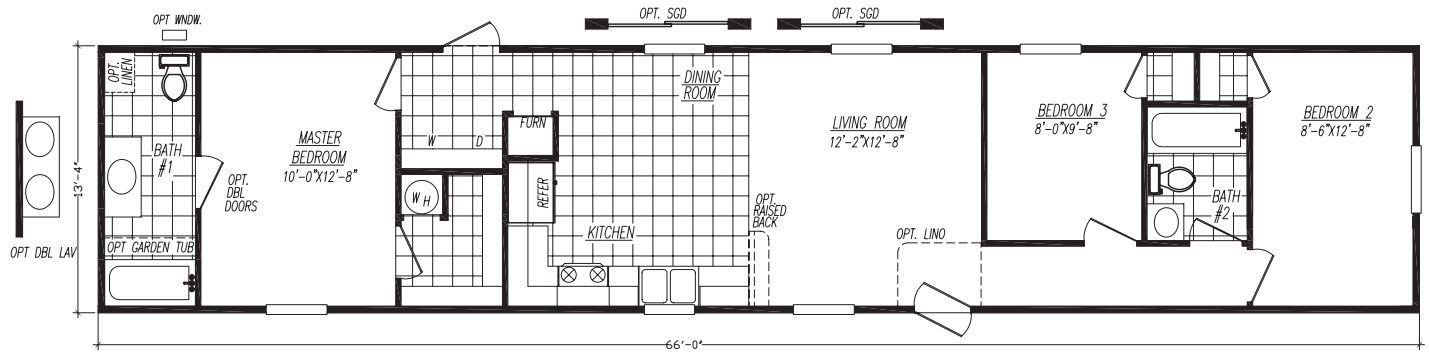 OPT WNDW.
OPT. SGD
OPT. SGD
OPT.
LINEN
DINING
ROOM
BEDROOM 3
8'-0"X9'-8"
BEDROOM 2
8'-6"X12'-8"
FURN
LIVING ROOM
12'-2"X12'-8"
MASTER
BEDROOM
10'-0"X12'-8"
W D
BATH
#1
13'-4"
OPT.
DBL
DOORS
WH
REFER
OPT.
RAISED
BACK
BATH
#2
KITCHEN
OPT. LINO
OPT DBL LAV
OPT GARDEN TUB
66'-0"